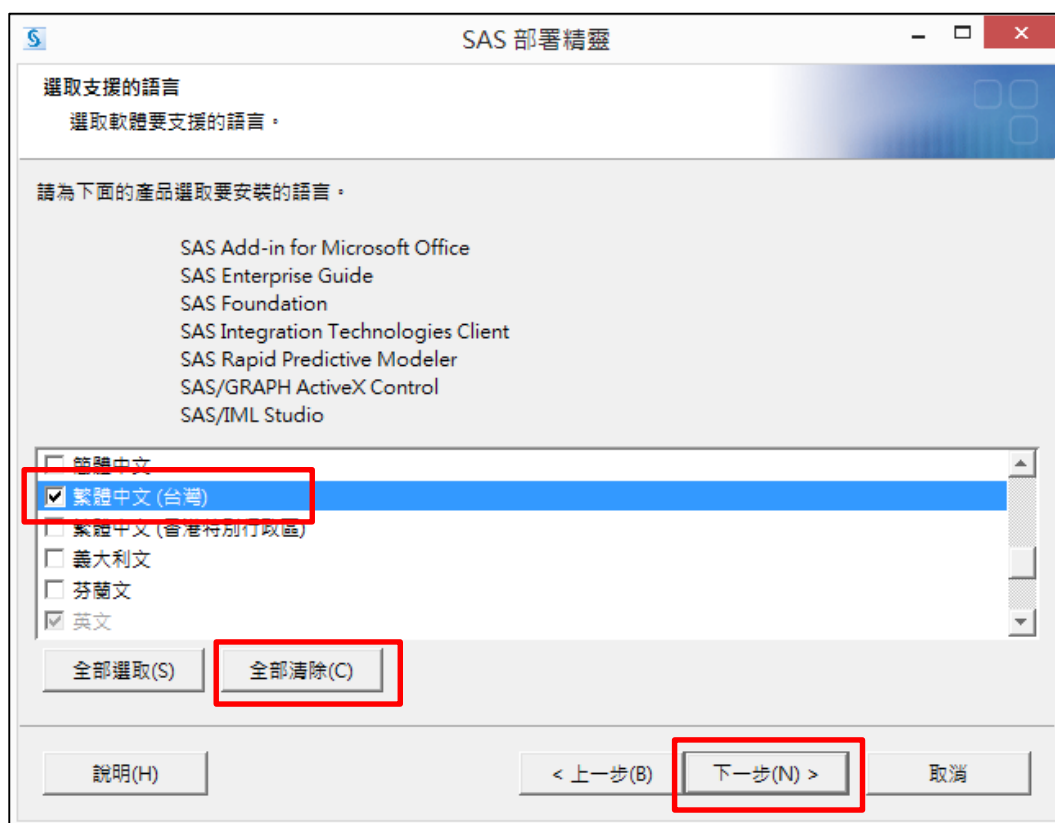 SAS 部署精靈
選取支援的語言
選取軟體要支援的語言。
請為下面的產品選取要安裝的語言。
SAS Add-in for Microsoft Office
SAS Enterprise Guide
SAS Foundation
SAS Integration Technologies Client
SAS Rapid Predictive Modeler
SAS/GRAPH ActiveX Control
SAS/IML Studio
簡體中文
繁體中文 (台灣)
繁體中文 (香港特別行政區)
義大利文
芬蘭文
英文
全部選取(S) 全部清除(C)
說明(H) < 上一步(B) 下一步(N) > 取消